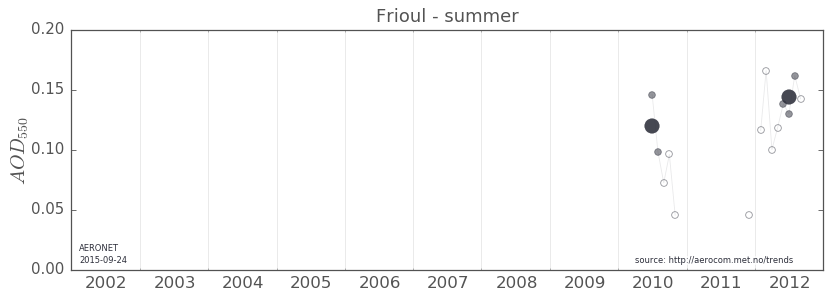 Frioul - summer
0.20
0.15
0.10
0.05
0.00
AOD550
AERONET
2015-09-24
source: http://aerocom.met.no/trends
2002 2003 2004 2005 2006 2007 2008 2009 2010 2011 2012